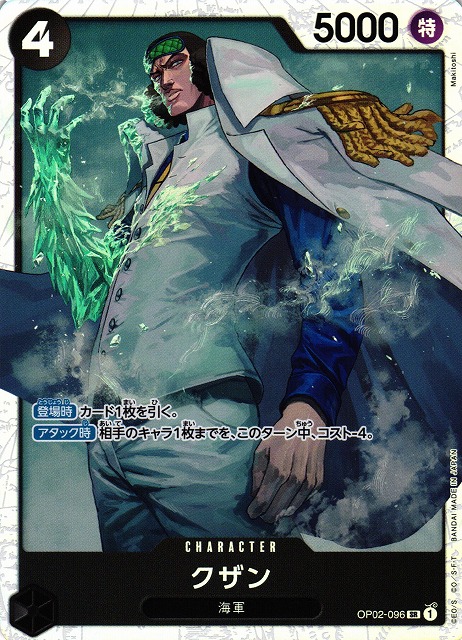 4
5000 特
Makitoshi
登場時 カード1枚を引く。
アタック時 相手のキャラ1枚までを、このターン中、コスト-4。
CHARACTER
クザン
海軍
OP02-096 SR 1
BANDAI MADE IN JAPAN